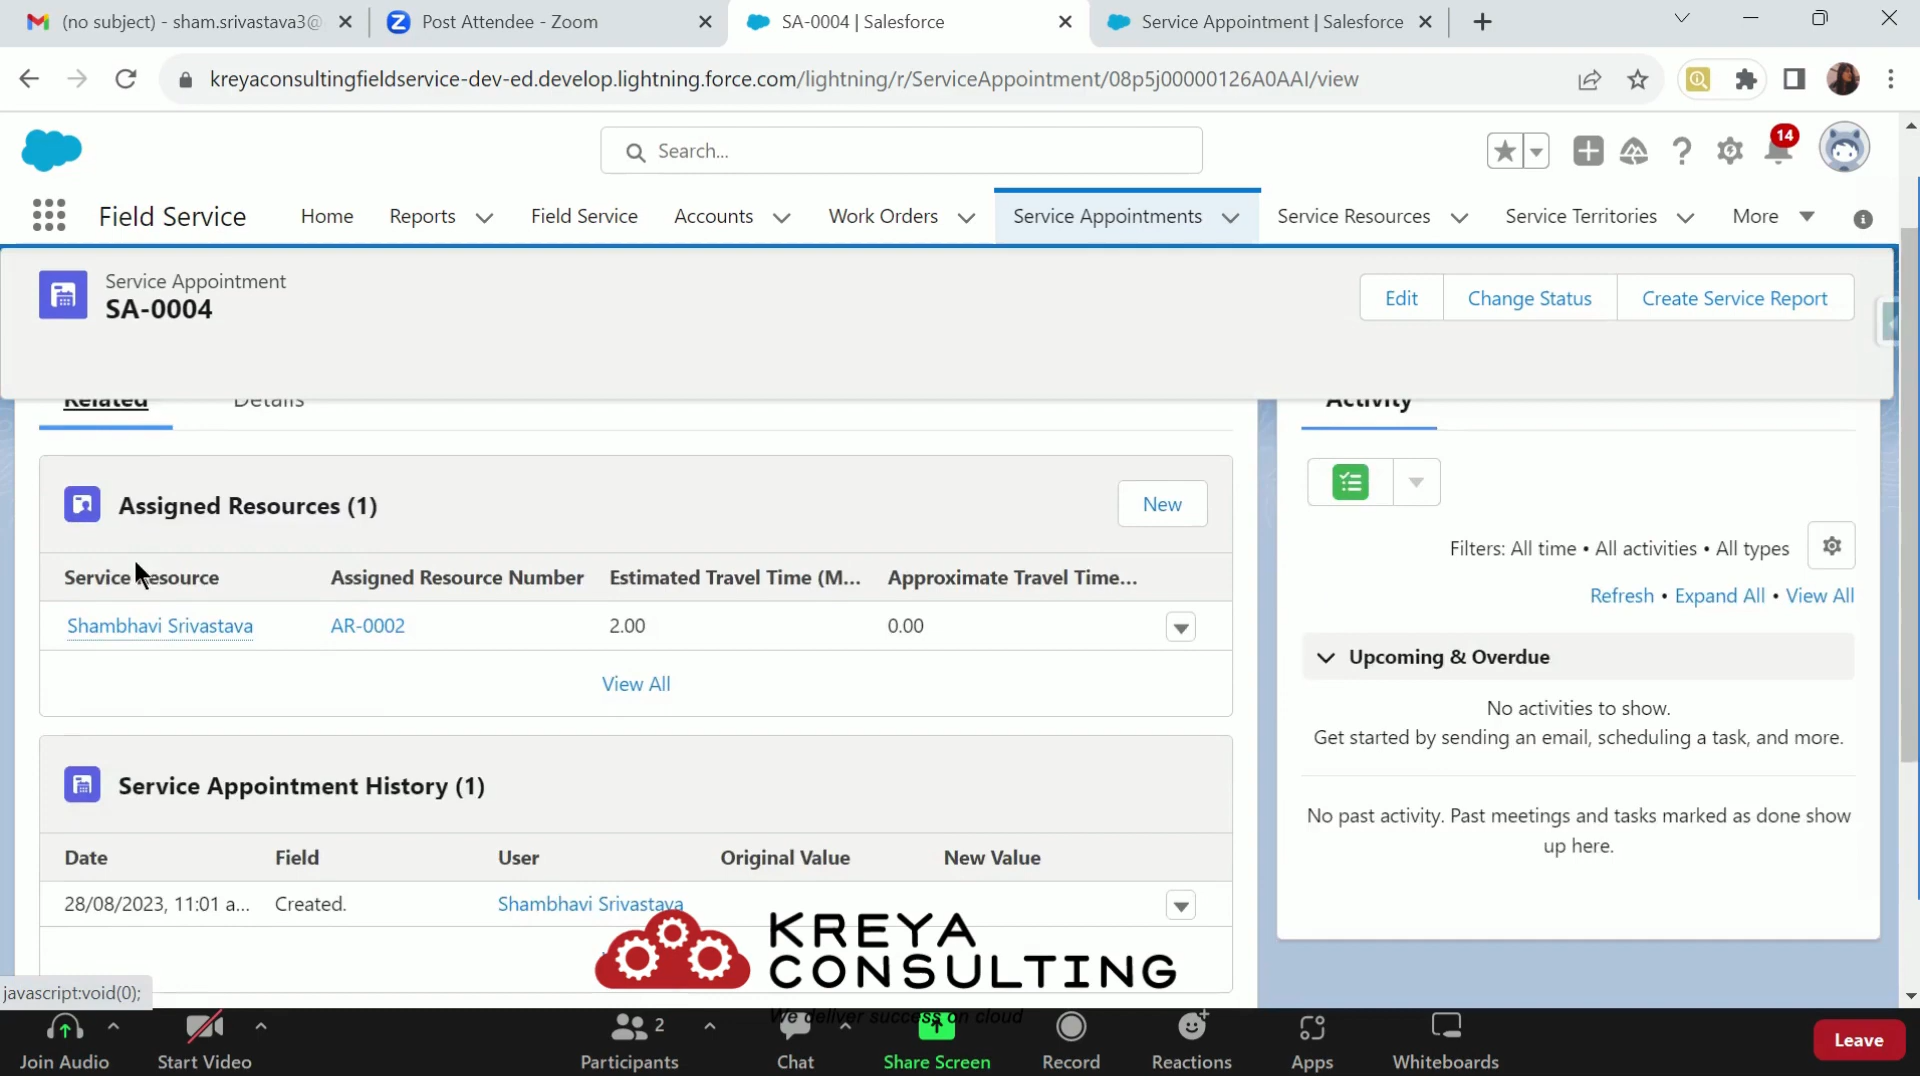 (no subject) - sham.srivastava3@
Post Attendee - Zoom
SA-0004 | Salesforce
Service Appointment | Salesforce
kreyaconsultingfieldservice-dev-ed.develop.lightning.force.com/lightning/r/ServiceAppointment/08p5j00000126A0AAI/view
Search...
14
Field Service
Home
Reports
Field Service
Accounts
Work Orders
Service Appointments
Service Resources
Service Territories
More
Service Appointment
SA-0004
Edit
Change Status
Create Service Report
Related
Details
Activity
Assigned Resources (1)
New
Service Resource
Assigned Resource Number
Estimated Travel Time (M...
Approximate Travel Time...
Shambhavi Srivastava
AR-0002
2.00
0.00
View All
Filters: All time • All activities • All types
Refresh • Expand All • View All
Upcoming & Overdue
No activities to show.
Get started by sending an email, scheduling a task, and more.
No past activity. Past meetings and tasks marked as done show
up here.
Service Appointment History (1)
Date
Field
User
Original Value
New Value
28/08/2023, 11:01 a...
Created.
Shambhavi Srivastava
KREYA
CONSULTING
We deliver success on cloud
javascript:void(0);
Join Audio
Start Video
2
Participants
Chat
Share Screen
Record
Reactions
Apps
Whiteboards
Leave